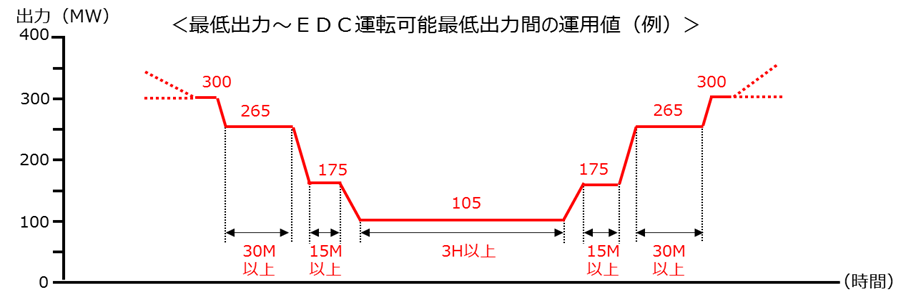 出力（MW）
＜最低出力～ＥＤＣ運転可能最低出力間の運用値（例）＞
400
300
200
100
0
300
265
175
105
175
265
300
30M
以上
15M
以上
3H以上
15M
以上
30M
以上
（時間）